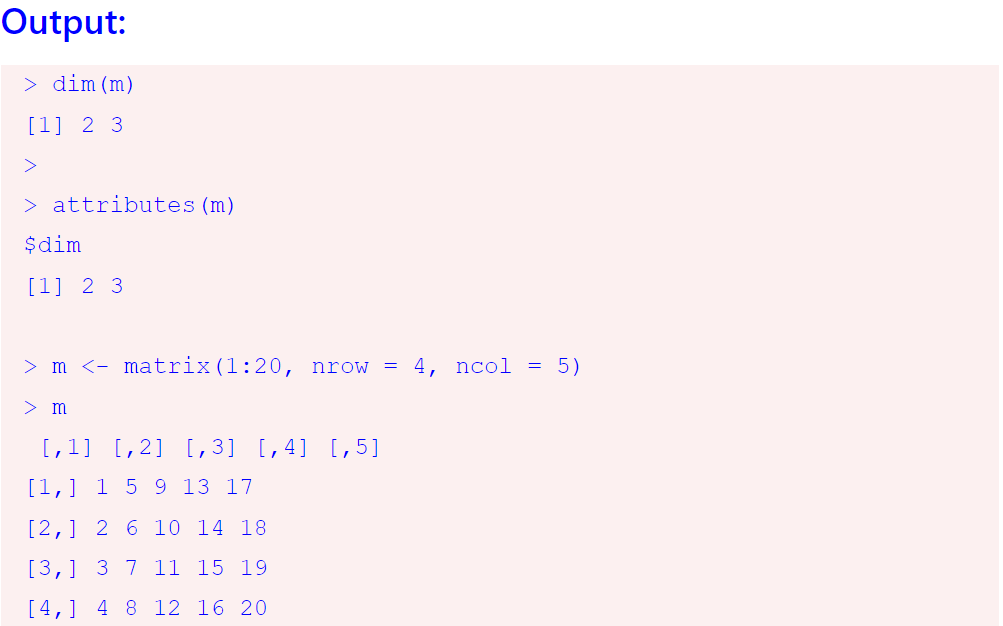 Output:
> dim(m)
[1] 2 3
>
> attributes(m)
$dim
[1] 2 3
> m <- matrix(1:20, nrow = 4, ncol = 5)
> m
[,1] [,2] [,3] [,4] [,5]
[1,] 1 5 9 13 17
[2,] 2 6 10 14 18
[3,] 3 7 11 15 19
[4,] 4 8 12 16 20